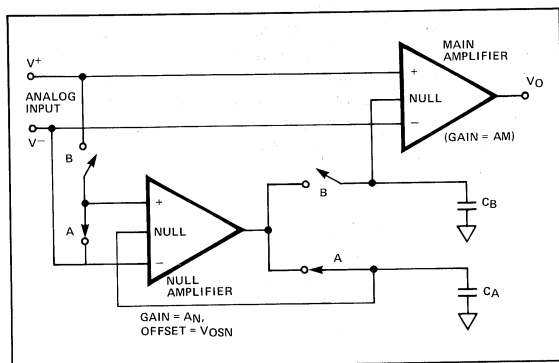 MAIN
AMPLIFIER
V+
+
VO
NULL
ANALOG
INPUT
V−
−
(GAIN = AM)
B
B
+
CB
A
NULL
A
−
NULL
AMPLIFIER
CA
GAIN = AN,
OFFSET = VOSN